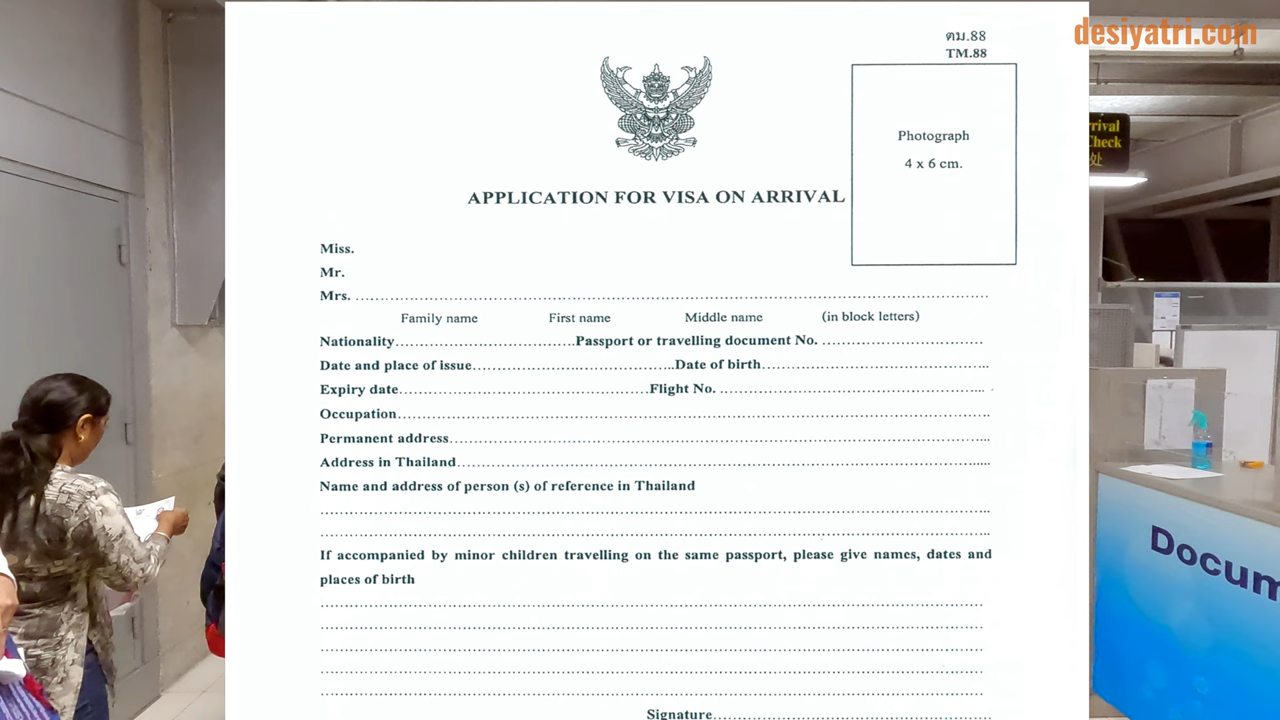 desiyatri.com
ตม.88
TM.88
Photograph
4 x 6 cm.
APPLICATION FOR VISA ON ARRIVAL
Miss.
Mr.
Mrs. ........................................................................
Family name First name Middle name (in block letters)
Nationality....................Passport or travelling document No. ....................
Date and place of issue....................Date of birth....................
Expiry date....................Flight No. ....................
Occupation....................
Permanent address....................
Address in Thailand....................
Name and address of person (s) of reference in Thailand
If accompanied by minor children travelling on the same passport, please give names, dates and
places of birth
Signature....................
rrival
Check
处
Docum